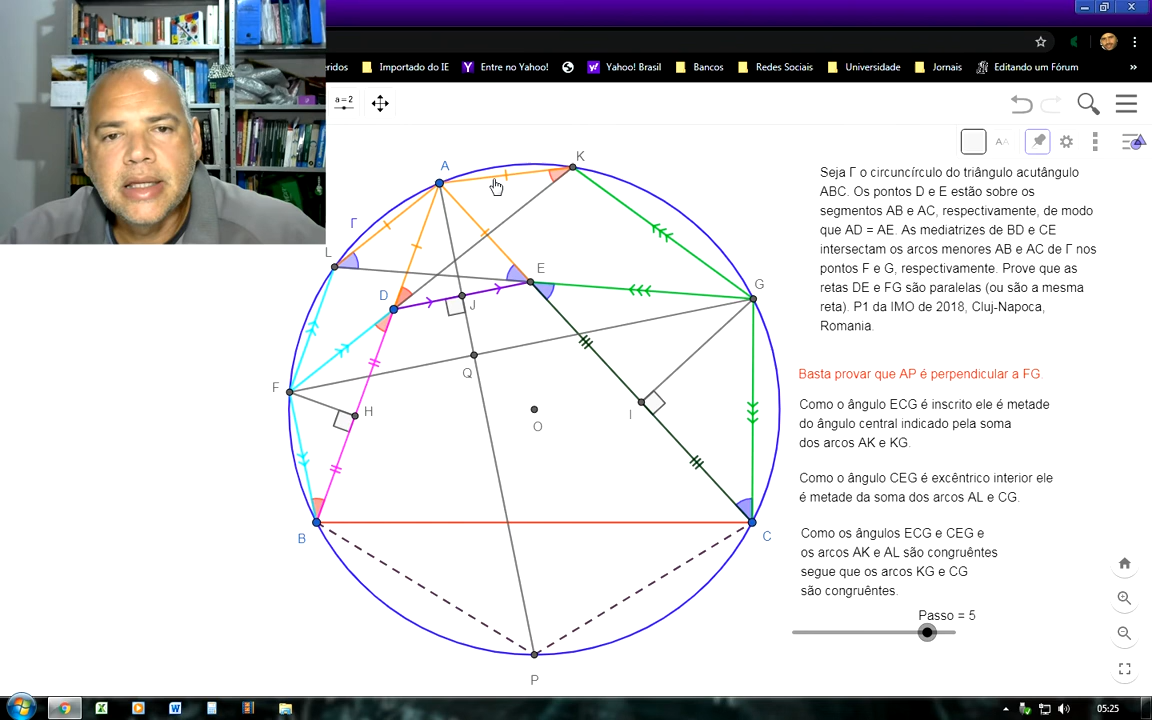 eridos Importado do IE Entre no Yahoo! Yahoo! Brasil Bancos Redes Sociais Universidade Jornais Editando um Fórum »
a=2
AA
Seja Γ o circuncírculo do triângulo acutângulo
ABC. Os pontos D e E estão sobre os
segmentos AB e AC, respectivamente, de modo
que AD = AE. As mediatrizes de BD e CE
intersectam os arcos menores AB e AC de Γ nos
pontos F e G, respectivamente. Prove que as
retas DE e FG são paralelas (ou são a mesma
reta). P1 da IMO de 2018, Cluj-Napoca,
Romania.
Basta provar que AP é perpendicular a FG.
Como o ângulo ECG é inscrito ele é metade
do ângulo central indicado pela soma
dos arcos AK e KG.
Como o ângulo CEG é excêntrico interior ele
é metade da soma dos arcos AL e CG.
Como os ângulos ECG e CEG e
os arcos AK e AL são congruêntes
segue que os arcos KG e CG
são congruêntes.
Passo = 5
A
K
Γ
L
E
D
J
G
F
Q
H
I
O
B
C
P
05:25